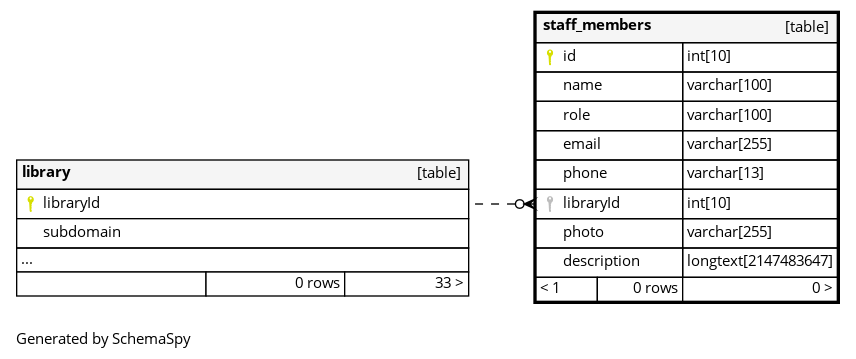 staff_members [table]
id int[10]
name varchar[100]
role varchar[100]
email varchar[255]
phone varchar[13]
libraryId int[10]
photo varchar[255]
description longtext[2147483647]
< 1 0 rows 0 >
library [table]
libraryId
subdomain
...
0 rows 33 >
Generated by SchemaSpy